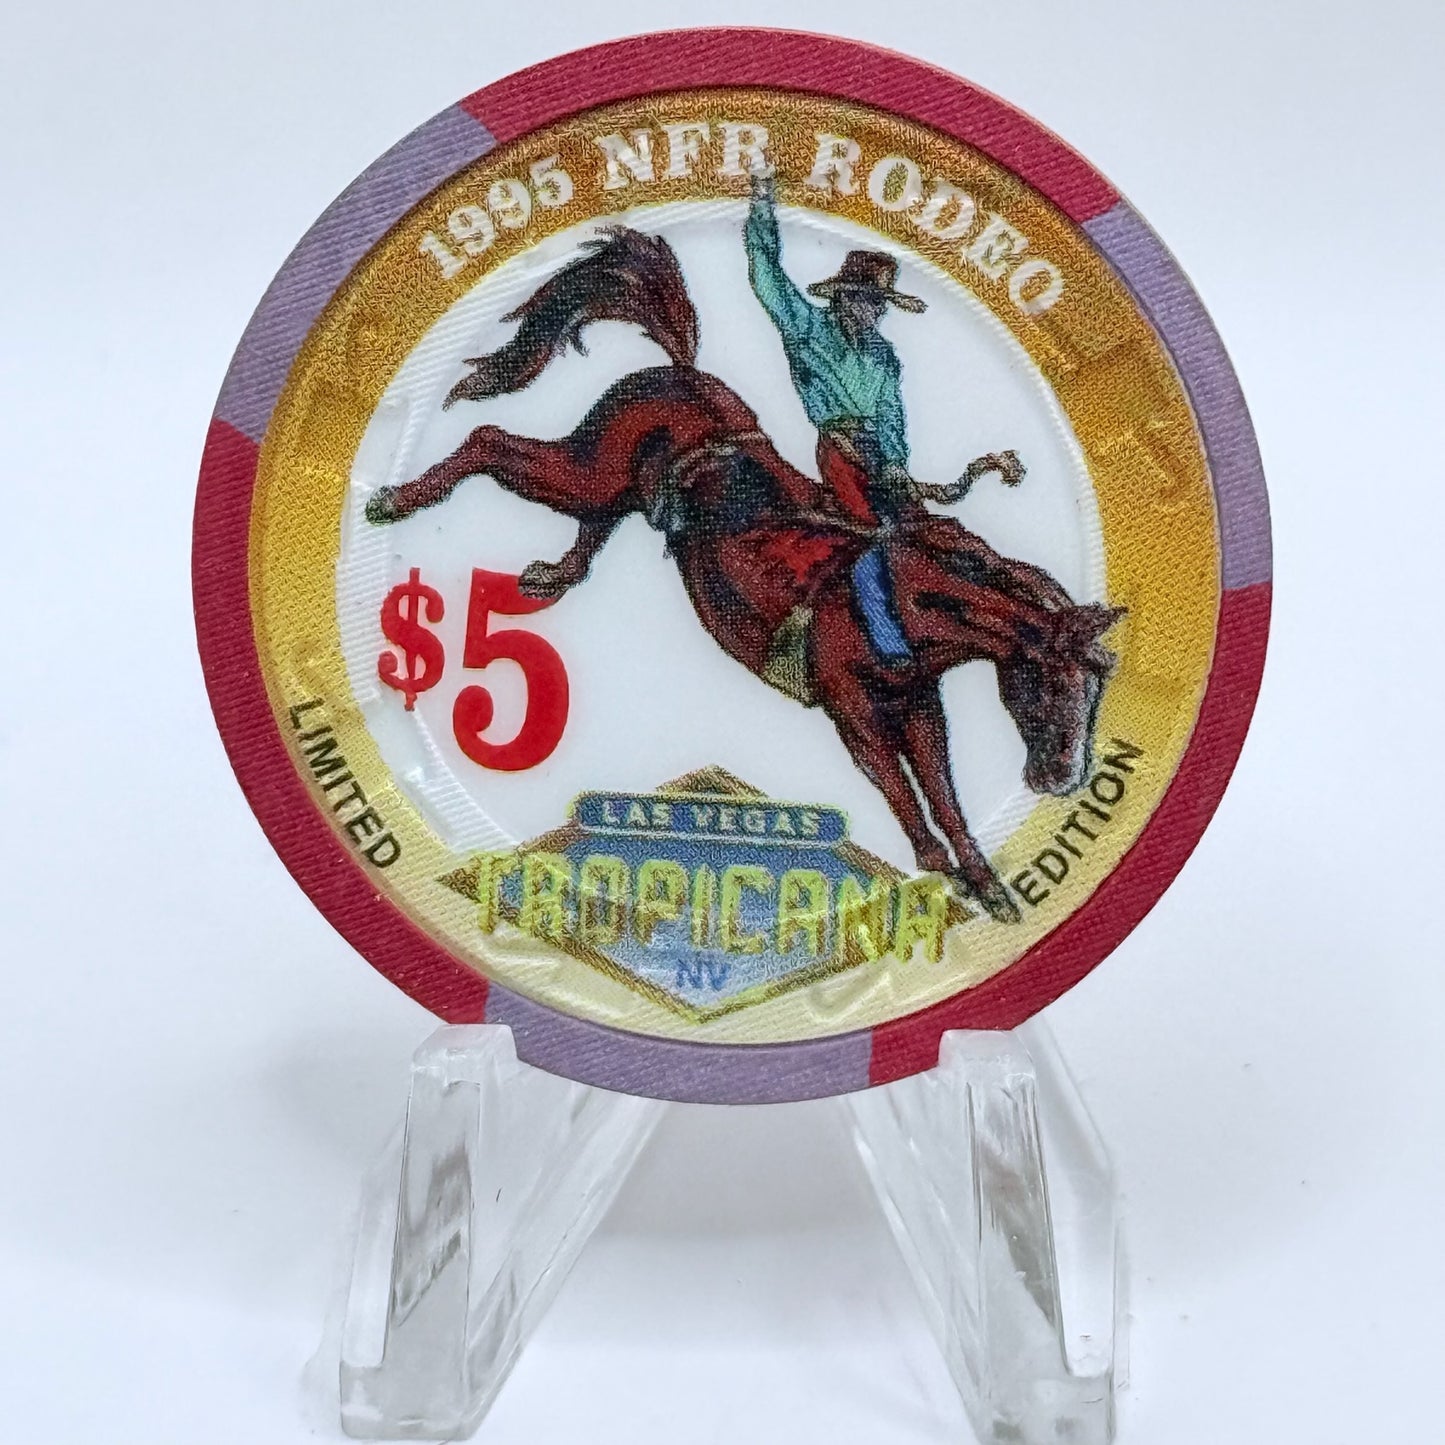 1995 NFR RODEO
$5
LIMITED
EDITION
LAS VEGAS
TROPICANA
NV